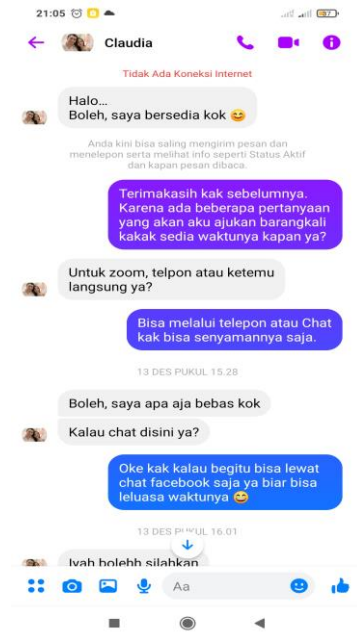 21:05
87
Claudia
Tidak Ada Koneksi Internet
Halo...
Boleh, saya bersedia kok 😊
Anda kini bisa saling mengirim pesan dan
menelepon serta melihat info seperti Status Aktif
dan kapan pesan dibaca.
Terimakasih kak sebelumnya.
Karena ada beberapa pertanyaan
yang akan aku ajukan barangkali
kakak sedia waktunya kapan ya?
Untuk zoom, telpon atau ketemu
langsung ya?
Bisa melalui telepon atau Chat
kak bisa senyamannya saja.
13 DES PUKUL 15.28
Boleh, saya apa aja bebas kok
Kalau chat disini ya?
Oke kak kalau begitu bisa lewat
chat facebook saja ya biar bisa
leluasa waktunya 😄
13 DES PUKUL 16.01
Iyah bolehh silahkan
Aa